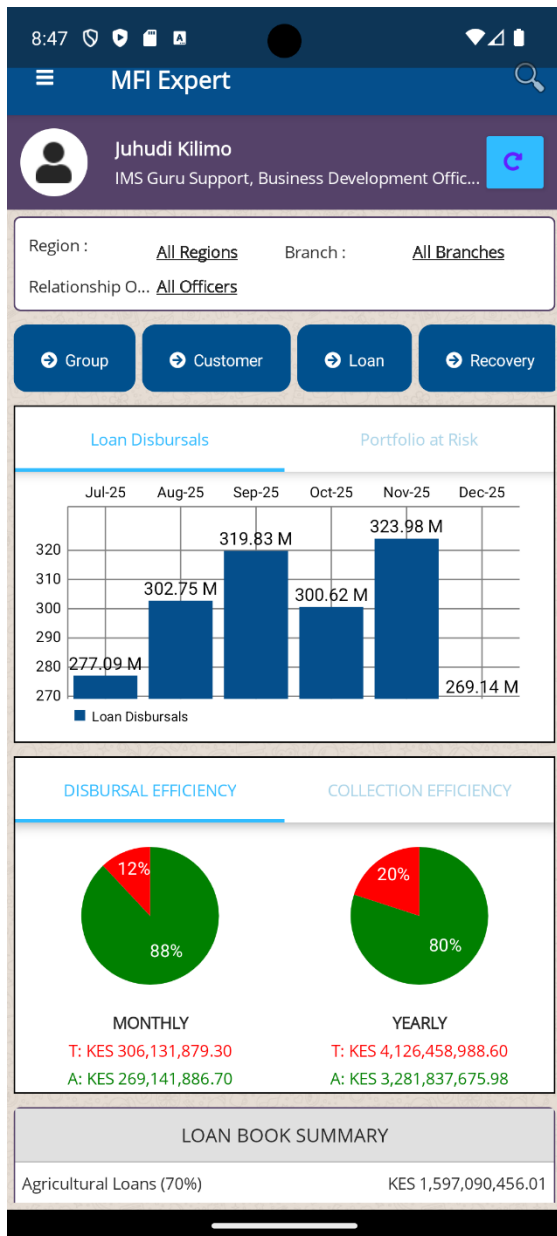 8:47
MFI Expert
Juhudi Kilimo
IMS Guru Support, Business Development Offic...
Region : All Regions Branch : All Branches
Relationship O... All Officers
Group Customer Loan Recovery
Loan Disbursals Portfolio at Risk
Jul-25 Aug-25 Sep-25 Oct-25 Nov-25 Dec-25
323.98 M
319.83 M
320
310
302.75 M
300.62 M
300
290
280
277.09 M
269.14 M
270
Loan Disbursals
DISBURSAL EFFICIENCY COLLECTION EFFICIENCY
12% 20%
88% 80%
MONTHLY YEARLY
T: KES 306,131,879.30 T: KES 4,126,458,988.60
A: KES 269,141,886.70 A: KES 3,281,837,675.98
LOAN BOOK SUMMARY
Agricultural Loans (70%) KES 1,597,090,456.01